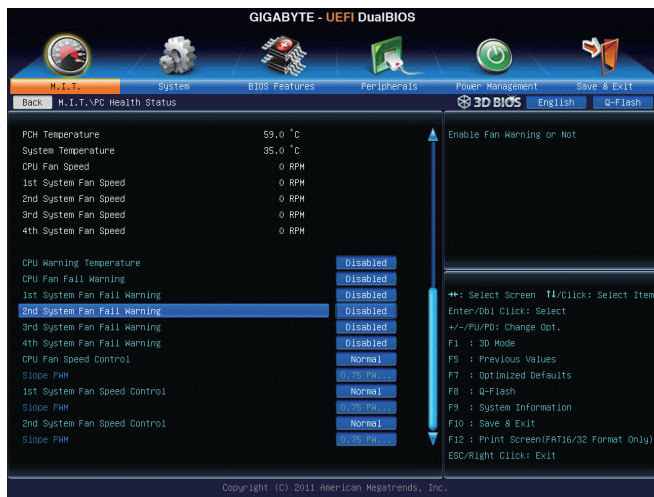 GIGABYTE - UEFI DualBIOS
M.I.T.
System
BIOS Features
Peripherals
Power Management
Save & Exit
Back M.I.T.\PC Health Status
3D BIOS English Q-Flash
PCH Temperature 59.0 °C
System Temperature 35.0 °C
CPU Fan Speed 0 RPM
1st System Fan Speed 0 RPM
2nd System Fan Speed 0 RPM
3rd System Fan Speed 0 RPM
4th System Fan Speed 0 RPM
CPU Warning Temperature Disabled
CPU Fan Fail Warning Disabled
1st System Fan Fail Warning Disabled
2nd System Fan Fail Warning Disabled
3rd System Fan Fail Warning Disabled
4th System Fan Fail Warning Disabled
CPU Fan Speed Control Normal
Slope PWM 0.75 PW...
1st System Fan Speed Control Normal
Slope PWM 0.75 PW...
2nd System Fan Speed Control Normal
Slope PWM 0.75 PW...
Enable Fan Warning or Not
→←: Select Screen ↑↓/Click: Select Item
Enter/Dbl Click: Select
+/-/PU/PD: Change Opt.
F1 : 3D Mode
F5 : Previous Values
F7 : Optimized Defaults
F8 : Q-Flash
F9 : System Information
F10 : Save & Exit
F12 : Print Screen(FAT16/32 Format Only)
ESC/Right Click: Exit
Copyright (C) 2011 American Megatrends, Inc.